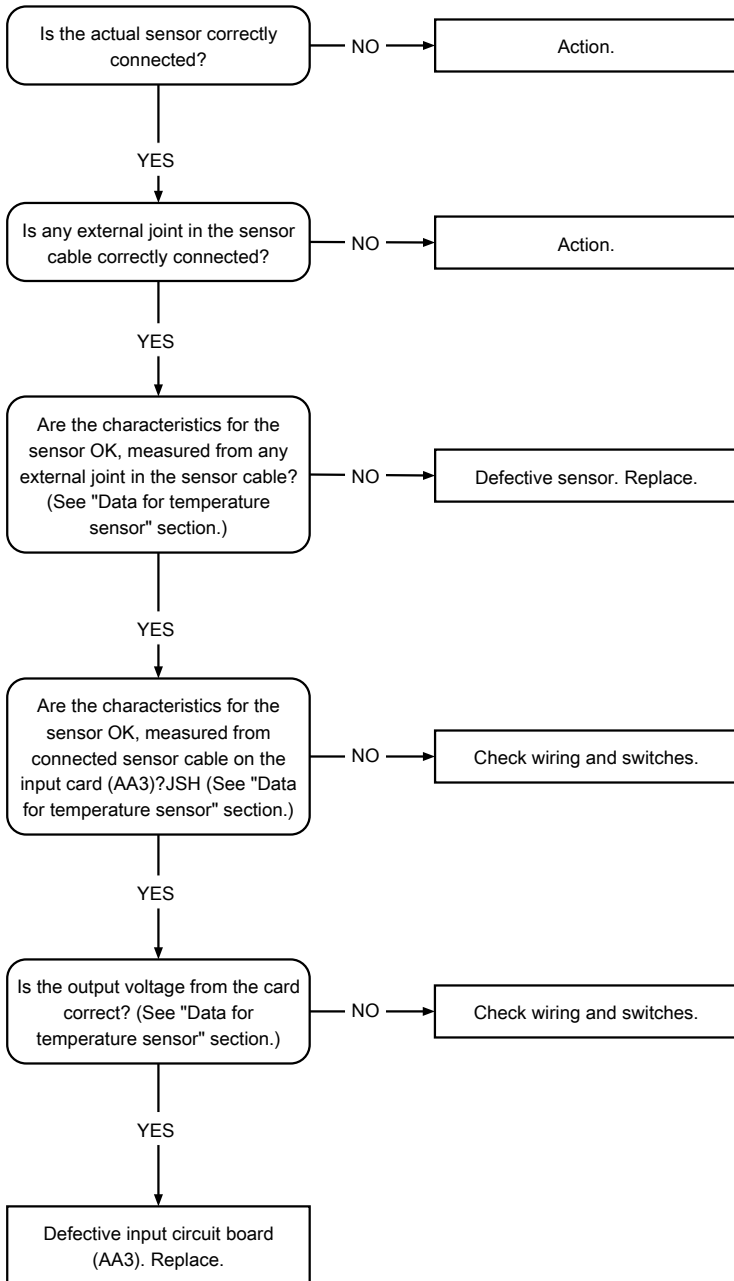 Is the actual sensor correctly
connected?
NO
Action.
YES
Is any external joint in the sensor
cable correctly connected?
NO
Action.
YES
Are the characteristics for the
sensor OK, measured from any
external joint in the sensor cable?
(See "Data for temperature
sensor" section.)
NO
Defective sensor. Replace.
YES
Are the characteristics for the
sensor OK, measured from
connected sensor cable on the
input card (AA3)?JSH (See "Data
for temperature sensor" section.)
NO
Check wiring and switches.
YES
Is the output voltage from the card
correct? (See "Data for
temperature sensor" section.)
NO
Check wiring and switches.
YES
Defective input circuit board
(AA3). Replace.